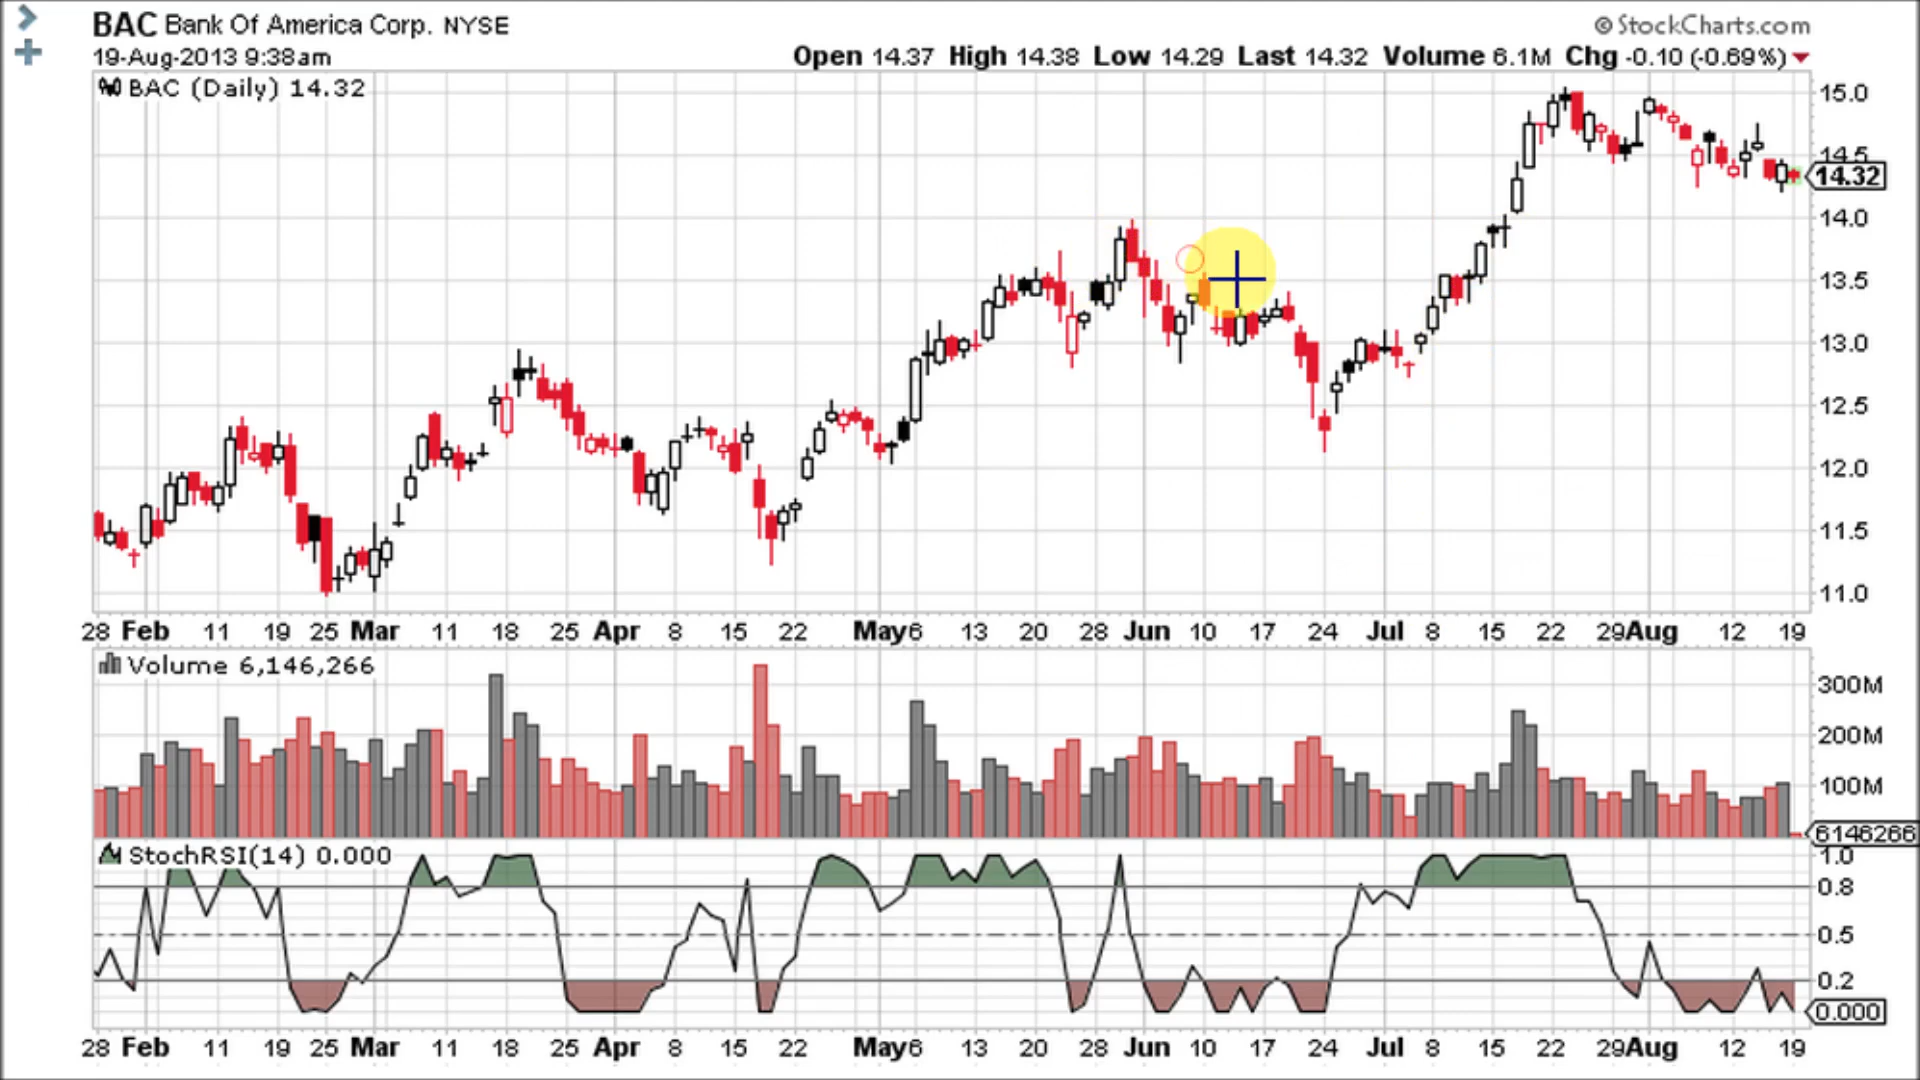 BAC Bank Of America Corp. NYSE © StockCharts.com
19-Aug-2013 9:38am Open 14.37 High 14.38 Low 14.29 Last 14.32 Volume 6.1M Chg -0.10 (-0.69%)
BAC (Daily) 14.32
15.0
14.5
14.32
14.0
13.5
13.0
12.5
12.0
11.5
11.0
28 Feb 11 19 25 Mar 11 18 25 Apr 8 15 22 May6 13 20 28 Jun 10 17 24 Jul 8 15 22 29Aug 12 19
Volume 6,146,266
300M
200M
100M
6146266
StochRSI(14) 0.000
1.0
0.8
0.5
0.2
0.000
28 Feb 11 19 25 Mar 11 18 25 Apr 8 15 22 May6 13 20 28 Jun 10 17 24 Jul 8 15 22 29Aug 12 19